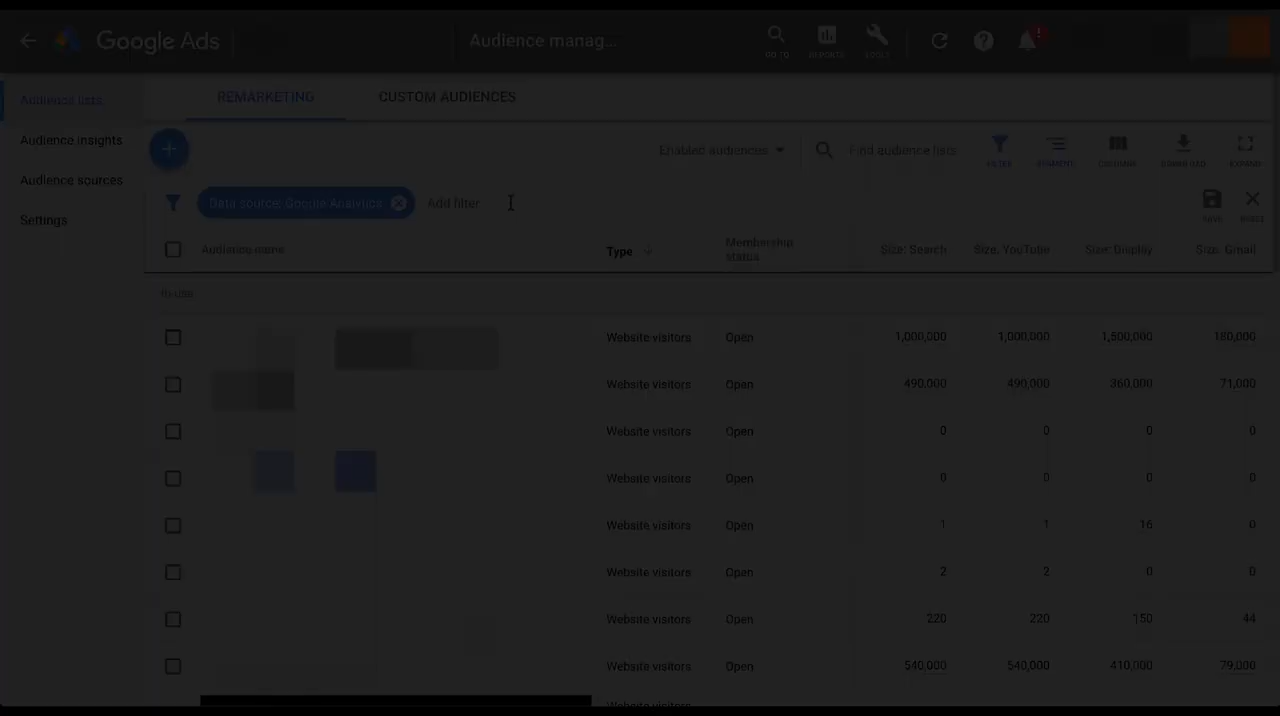 Google Ads Audience manag...
GO TO REPORTS TOOLS
Audience lists
REMARKETING CUSTOM AUDIENCES
Audience insights
Enabled audiences Find audience lists
FILTER SEGMENT COLUMNS DOWNLOAD EXPAND
Audience sources
Data source: Google Analytics Add filter
SAVE
Settings
Audience name Type Membership status Size: Search Size: YouTube Size: Display Size: Gmail
In-use
Website visitors Open 1,000,000 1,000,000 1,500,000 180,000
Website visitors Open 490,000 490,000 360,000 71,000
Website visitors Open 0 0 0 0
Website visitors Open 0 0 0 0
Website visitors Open 1 1 16 0
Website visitors Open 2 2 0 0
Website visitors Open 220 220 150 44
Website visitors Open 540,000 540,000 410,000 79,000
Website visitors